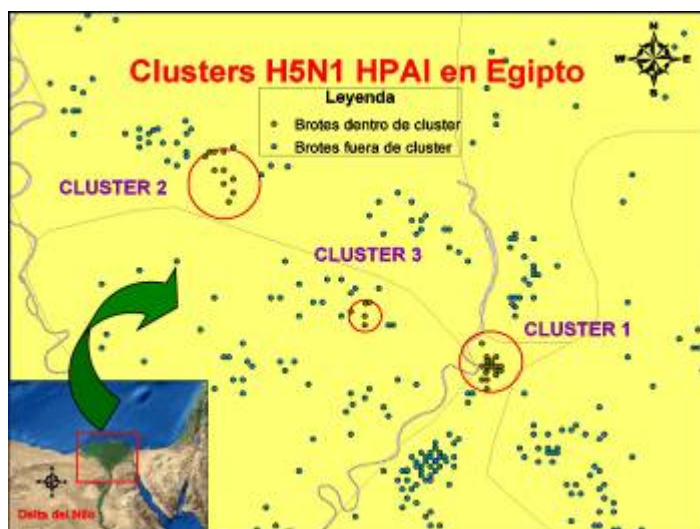 N
W E
S
Clusters H5N1 HPAI en Egipto
Leyenda
Brotes dentro de cluster
Brotes fuera de cluster
CLUSTER 2
CLUSTER 3
CLUSTER 1
Delta del Nilo